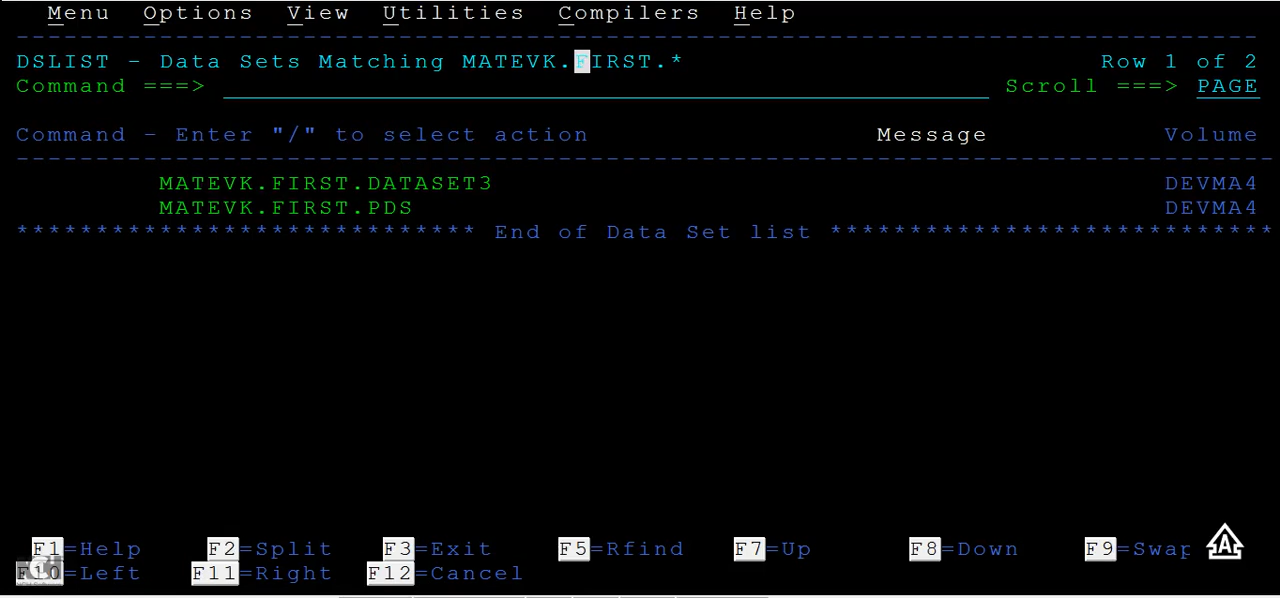 Menu Options View Utilities Compilers Help
DSLIST - Data Sets Matching MATEVK.FIRST.* Row 1 of 2
Command ===> Scroll ===> PAGE
Command - Enter "/" to select action Message Volume
MATEVK.FIRST.DATASET3 DEVMA4
MATEVK.FIRST.PDS DEVMA4
******************************* End of Data Set list ****************************
F1=Help F2=Split F3=Exit F5=Rfind F7=Up F8=Down F9=Swap
F10=Left F11=Right F12=Cancel